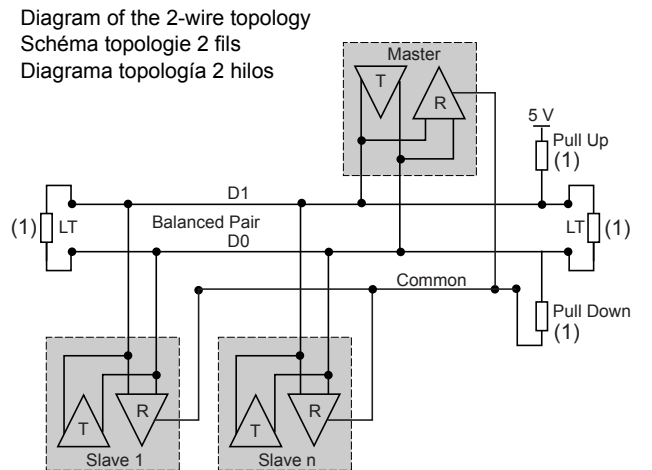 Diagram of the 2-wire topology
Schéma topologie 2 fils
Diagrama topología 2 hilos
Master
T
R
5 V
Pull Up
(1)
D1
(1) LT
Balanced Pair
LT (1)
D0
Common
Pull Down
(1)
R
T
Slave 1
R
T
Slave n